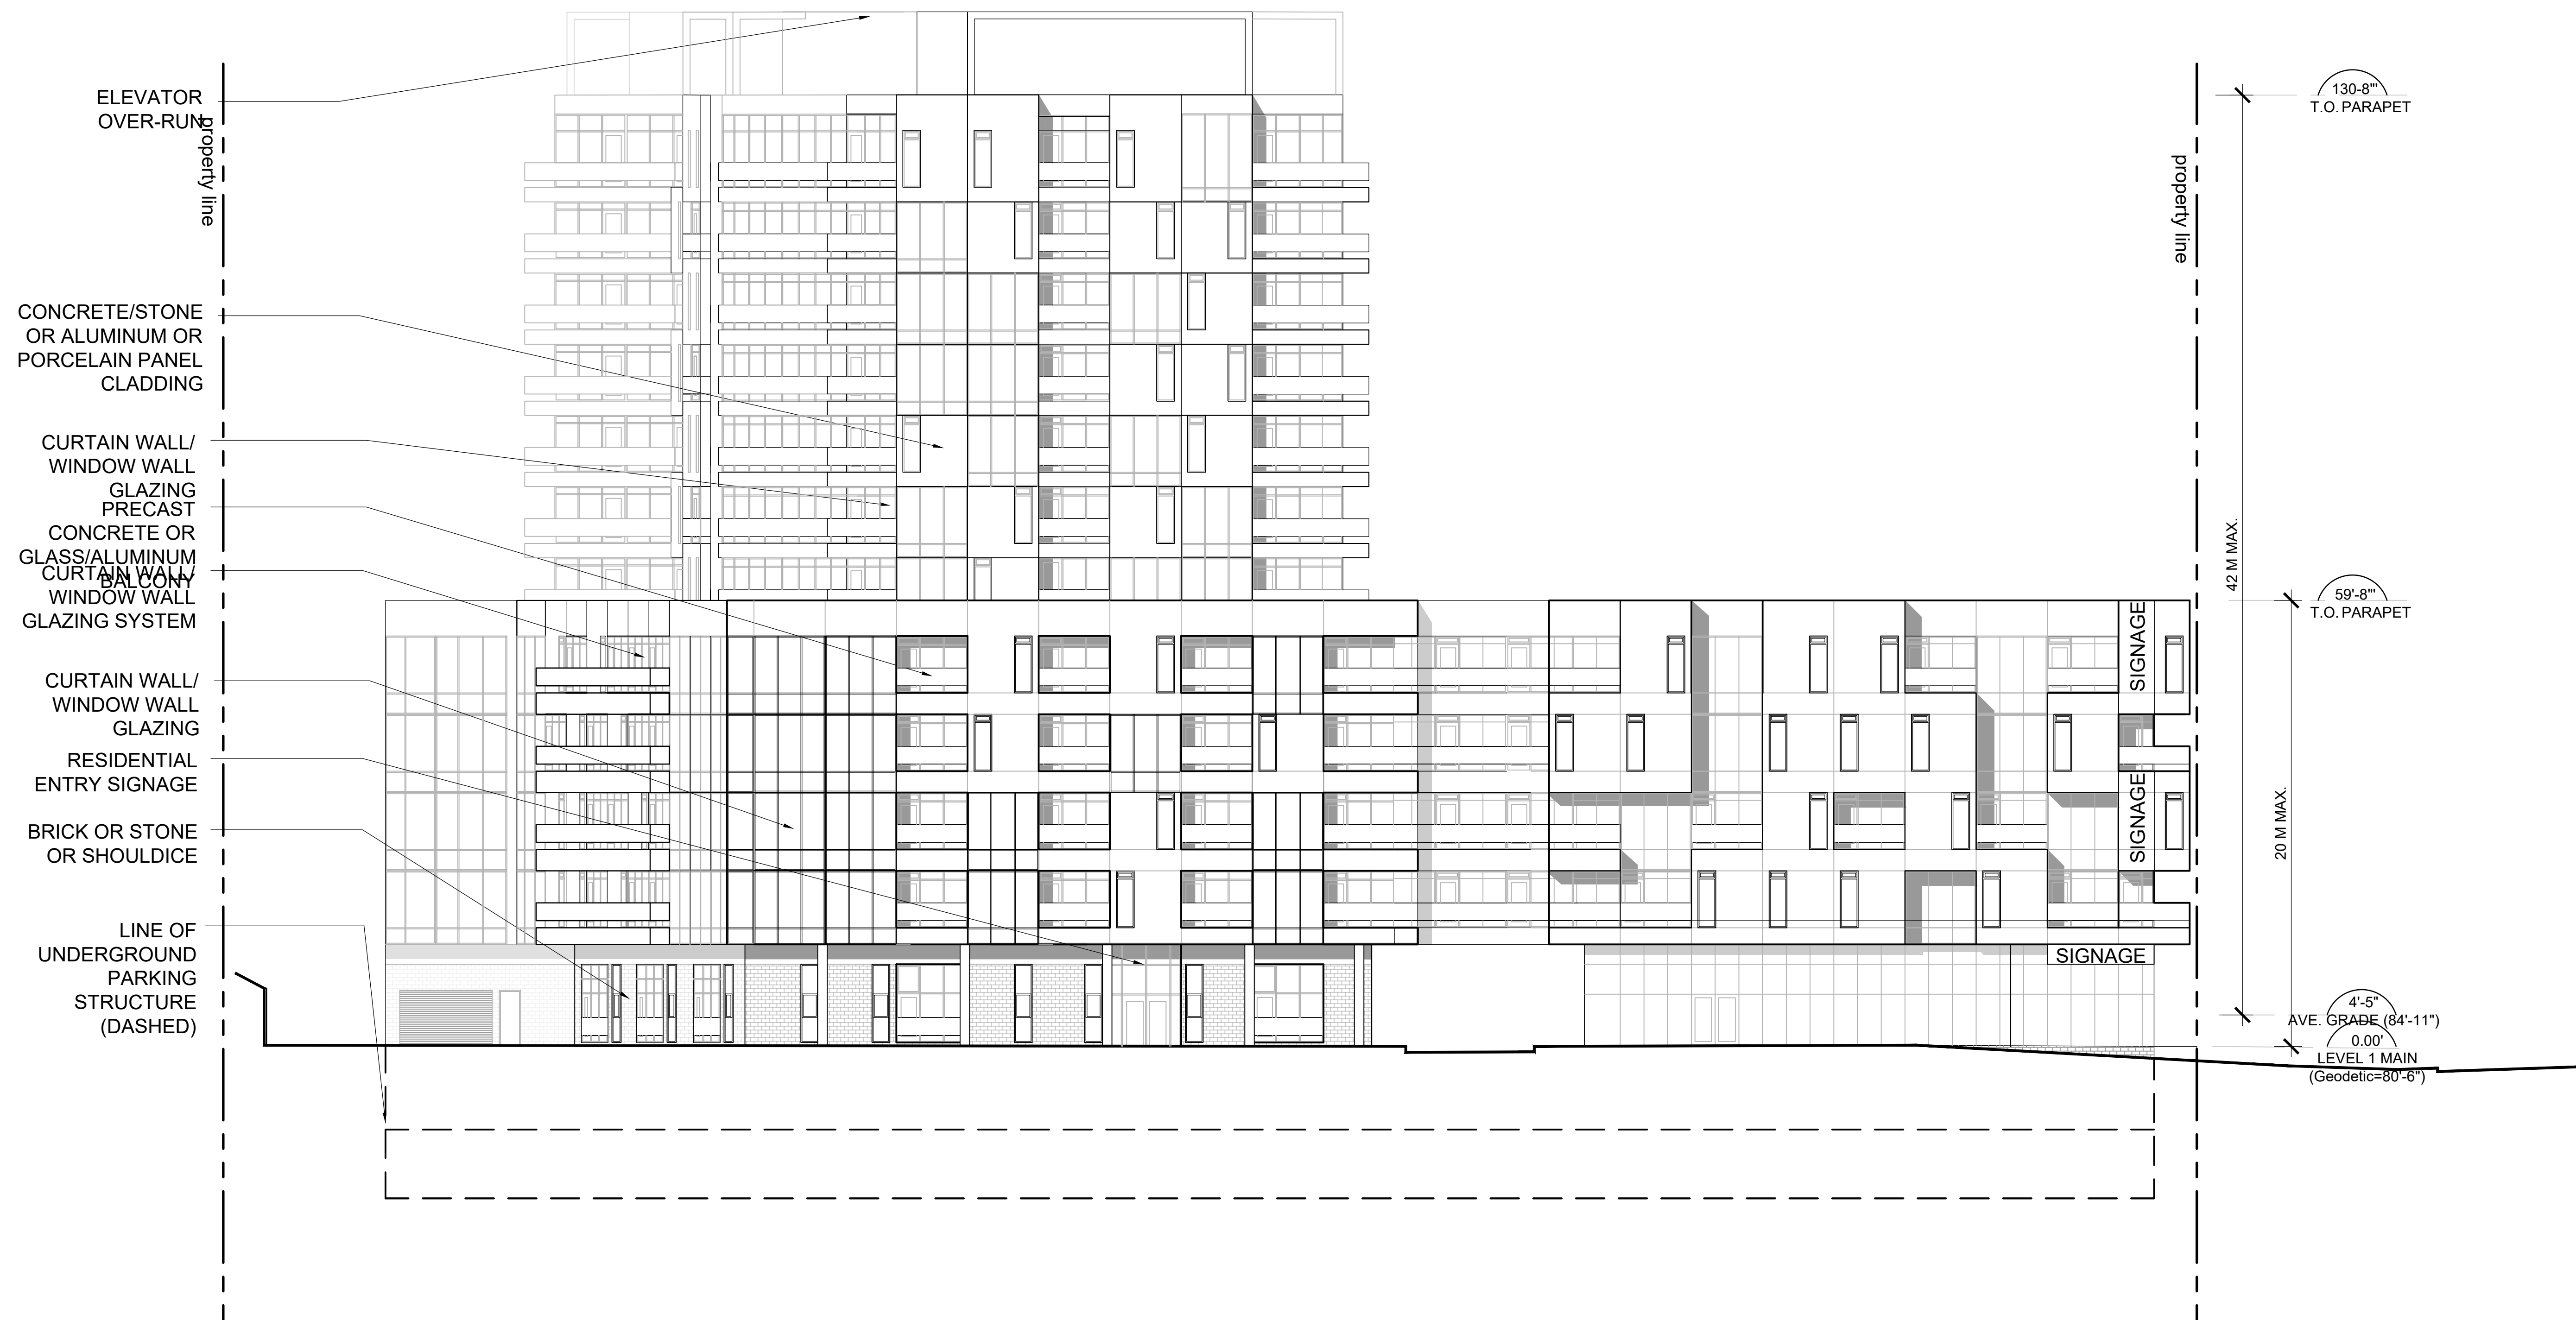 ELEVATOR
OVER-RUN
property line
CONCRETE/STONE
OR ALUMINUM OR
PORCELAIN PANEL
CLADDING
CURTAIN WALL/
WINDOW WALL
GLAZING
PRECAST
CONCRETE OR
GLASS/ALUMINUM
BALCONY
CURTAIN WALL/
WINDOW WALL
GLAZING SYSTEM
CURTAIN WALL/
WINDOW WALL
GLAZING
RESIDENTIAL
ENTRY SIGNAGE
BRICK OR STONE
OR SHOULDICE
LINE OF
UNDERGROUND
PARKING
STRUCTURE
(DASHED)
SIGNAGE
SIGNAGE
SIGNAGE
property line
130-8"'
T.O. PARAPET
42 M MAX.
59'-8"'
T.O. PARAPET
20 M MAX.
4'-5"
AVE. GRADE (84'-11")
0.00'
LEVEL 1 MAIN
(Geodetic=80'-6")